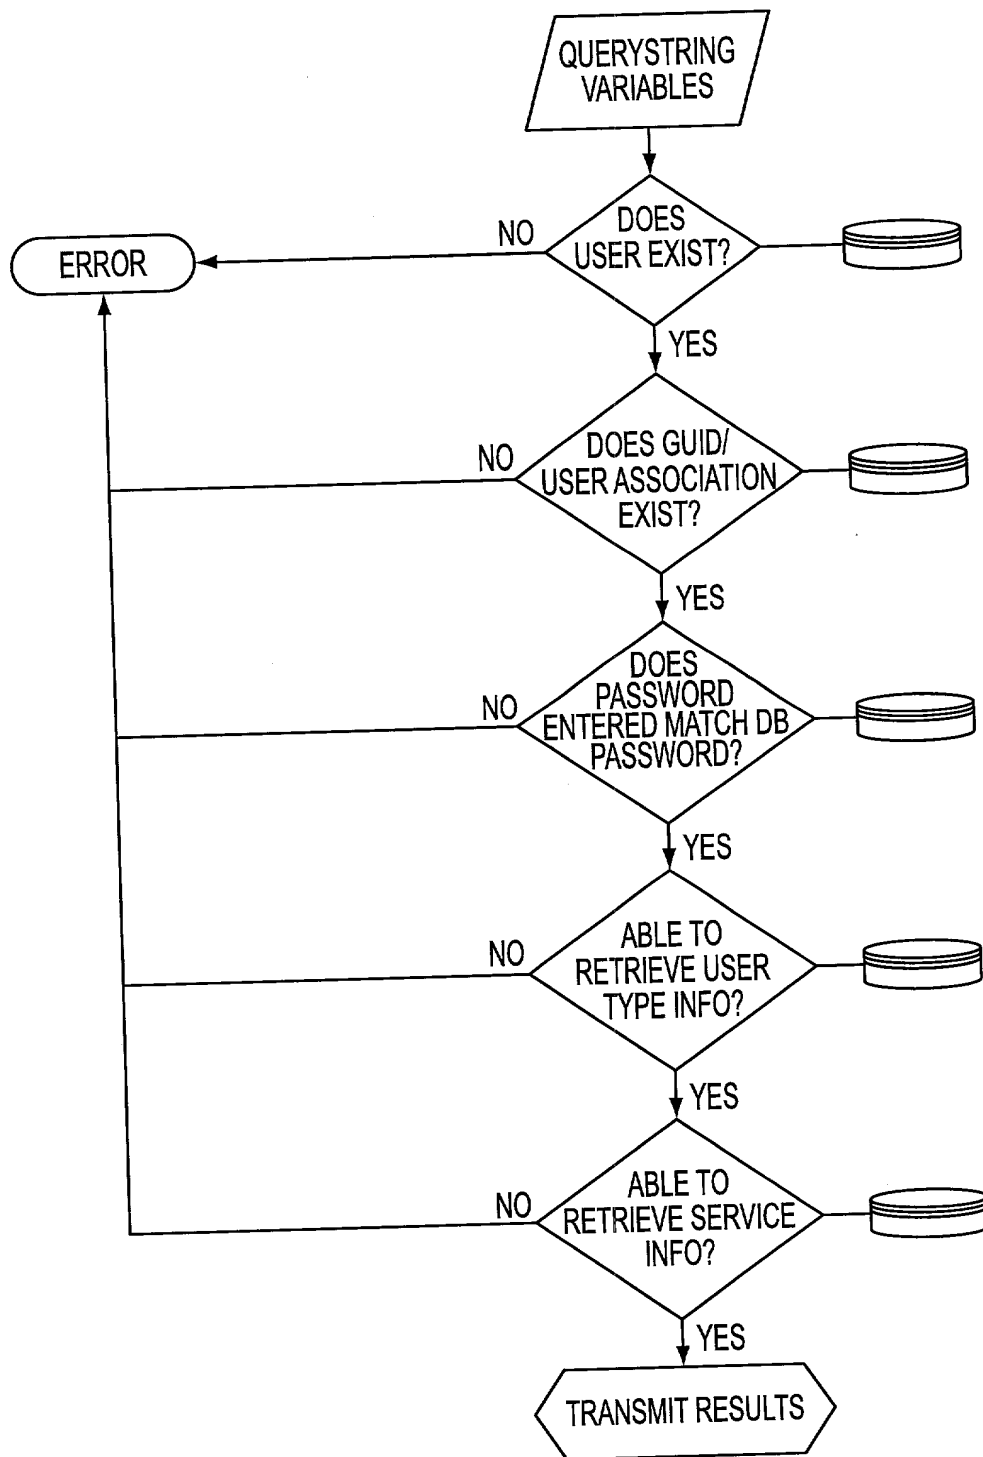 QUERYSTRING
VARIABLES
DOES
USER EXIST?
NO
ERROR
YES
DOES GUID/
USER ASSOCIATION
EXIST?
NO
YES
DOES
PASSWORD
ENTERED MATCH DB
PASSWORD?
NO
YES
ABLE TO
RETRIEVE USER
TYPE INFO?
NO
YES
ABLE TO
RETRIEVE SERVICE
INFO?
NO
YES
TRANSMIT RESULTS